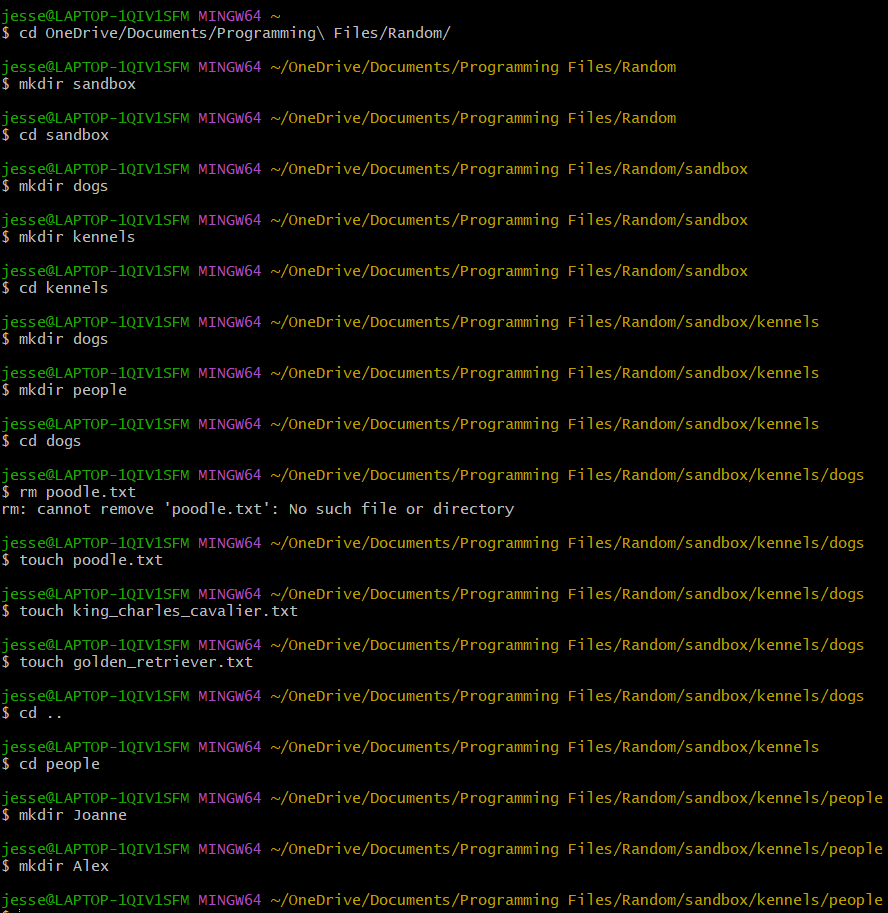 jesse@LAPTOP-1QIV1SFM MINGW64 ~
$ cd OneDrive/Documents/Programming\ Files/Random/
jesse@LAPTOP-1QIV1SFM MINGW64 ~/OneDrive/Documents/Programming Files/Random
$ mkdir sandbox
jesse@LAPTOP-1QIV1SFM MINGW64 ~/OneDrive/Documents/Programming Files/Random
$ cd sandbox
jesse@LAPTOP-1QIV1SFM MINGW64 ~/OneDrive/Documents/Programming Files/Random/sandbox
$ mkdir dogs
jesse@LAPTOP-1QIV1SFM MINGW64 ~/OneDrive/Documents/Programming Files/Random/sandbox
$ mkdir kennels
jesse@LAPTOP-1QIV1SFM MINGW64 ~/OneDrive/Documents/Programming Files/Random/sandbox
$ cd kennels
jesse@LAPTOP-1QIV1SFM MINGW64 ~/OneDrive/Documents/Programming Files/Random/sandbox/kennels
$ mkdir dogs
jesse@LAPTOP-1QIV1SFM MINGW64 ~/OneDrive/Documents/Programming Files/Random/sandbox/kennels
$ mkdir people
jesse@LAPTOP-1QIV1SFM MINGW64 ~/OneDrive/Documents/Programming Files/Random/sandbox/kennels
$ cd dogs
jesse@LAPTOP-1QIV1SFM MINGW64 ~/OneDrive/Documents/Programming Files/Random/sandbox/kennels/dogs
$ rm poodle.txt
rm: cannot remove 'poodle.txt': No such file or directory
jesse@LAPTOP-1QIV1SFM MINGW64 ~/OneDrive/Documents/Programming Files/Random/sandbox/kennels/dogs
$ touch poodle.txt
jesse@LAPTOP-1QIV1SFM MINGW64 ~/OneDrive/Documents/Programming Files/Random/sandbox/kennels/dogs
$ touch king_charles_cavalier.txt
jesse@LAPTOP-1QIV1SFM MINGW64 ~/OneDrive/Documents/Programming Files/Random/sandbox/kennels/dogs
$ touch golden_retriever.txt
jesse@LAPTOP-1QIV1SFM MINGW64 ~/OneDrive/Documents/Programming Files/Random/sandbox/kennels/dogs
$ cd ..
jesse@LAPTOP-1QIV1SFM MINGW64 ~/OneDrive/Documents/Programming Files/Random/sandbox/kennels
$ cd people
jesse@LAPTOP-1QIV1SFM MINGW64 ~/OneDrive/Documents/Programming Files/Random/sandbox/kennels/people
$ mkdir Joanne
jesse@LAPTOP-1QIV1SFM MINGW64 ~/OneDrive/Documents/Programming Files/Random/sandbox/kennels/people
$ mkdir Alex
jesse@LAPTOP-1QIV1SFM MINGW64 ~/OneDrive/Documents/Programming Files/Random/sandbox/kennels/people
$